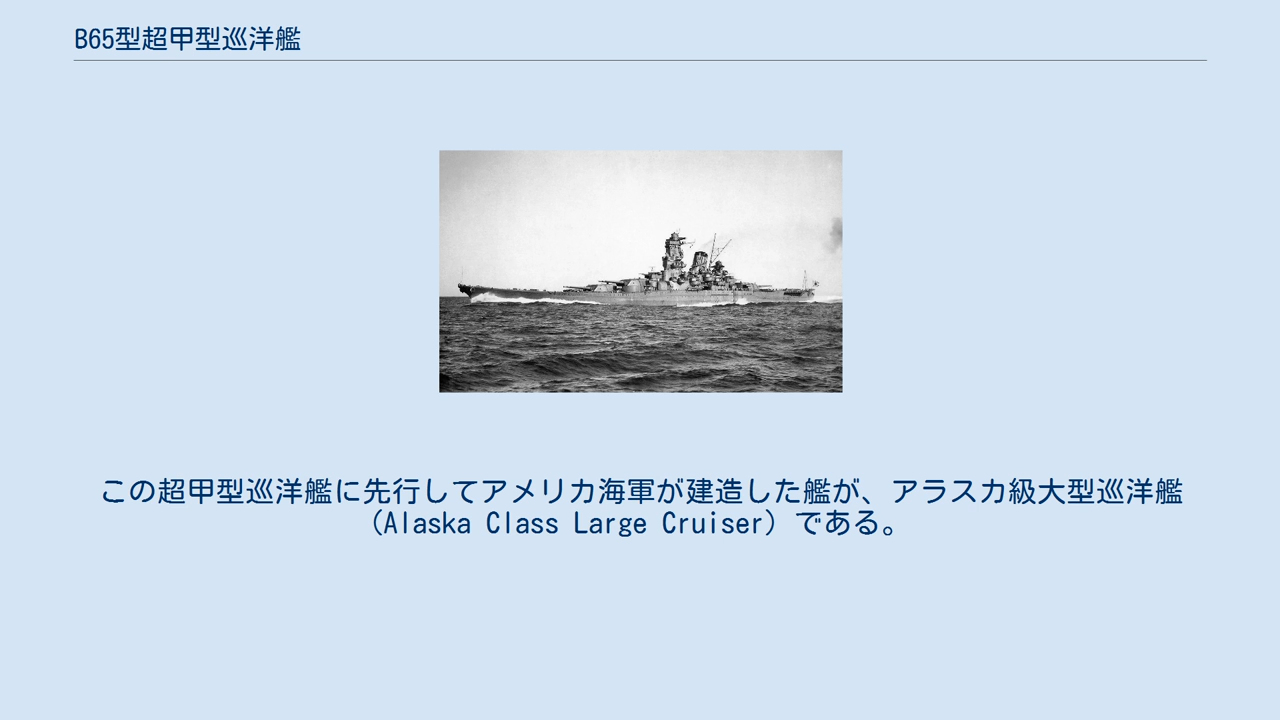 B65型超甲型巡洋艦
この超甲型巡洋艦に先行してアメリカ海軍が建造した艦が、アラスカ級大型巡洋艦
（Alaska Class Large Cruiser）である。